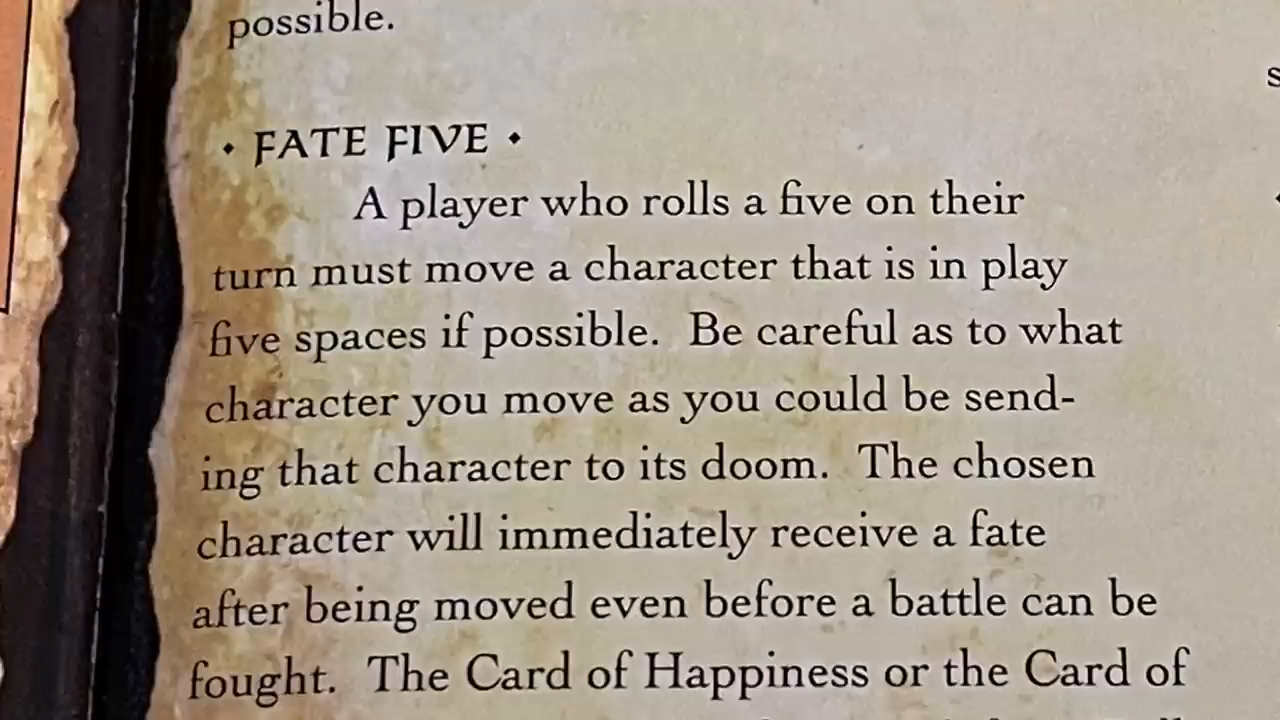 possible.
• FATE FIVE •
A player who rolls a five on their
turn must move a character that is in play
five spaces if possible. Be careful as to what
character you move as you could be send-
ing that character to its doom. The chosen
character will immediately receive a fate
after being moved even before a battle can be
fought. The Card of Happiness or the Card of